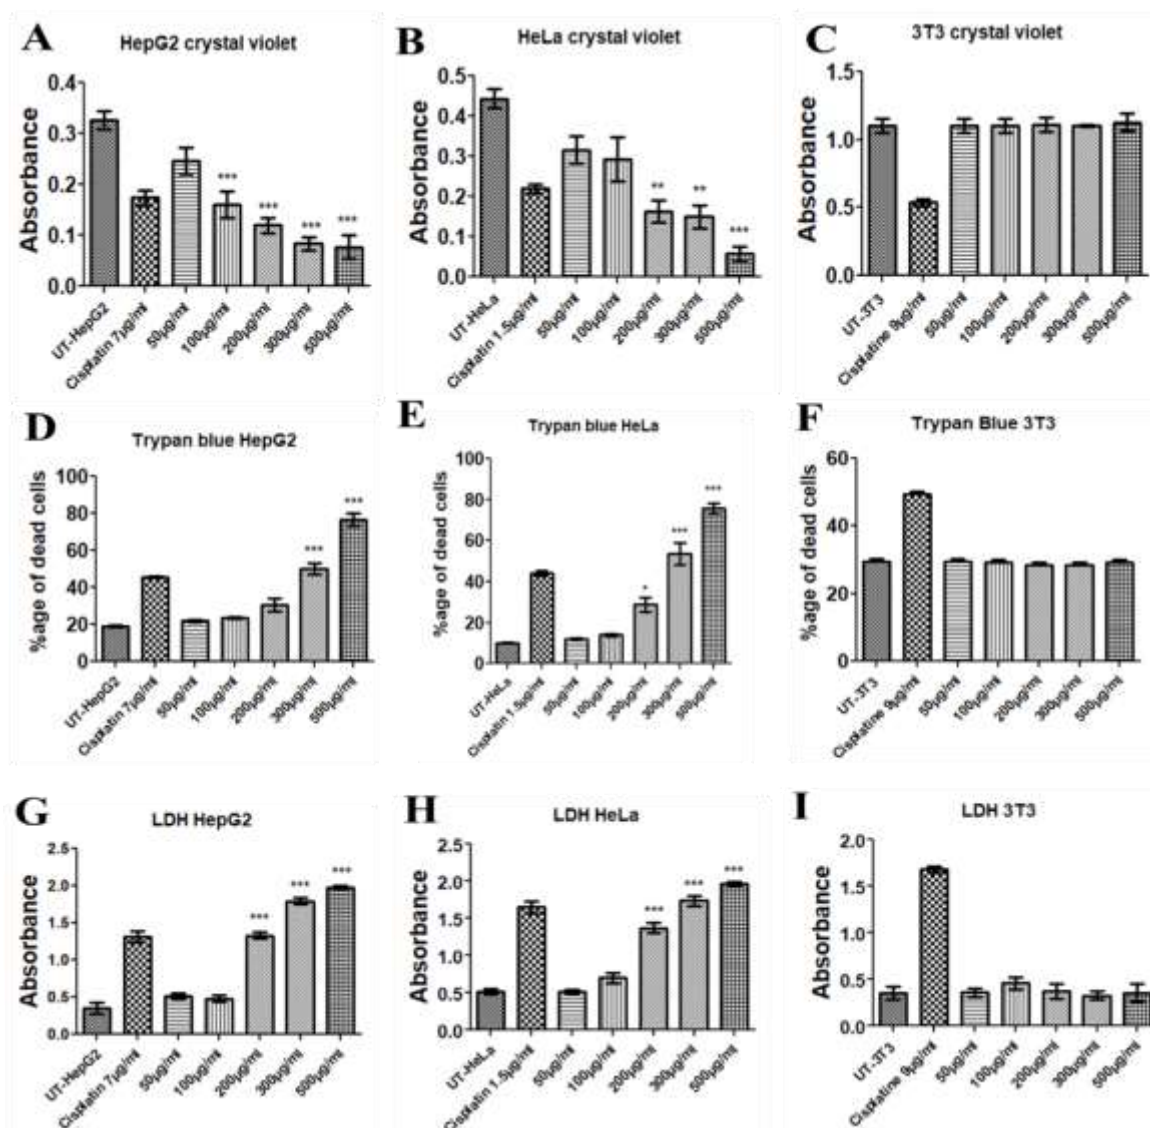 A
HepG2 crystal violet
Absorbance
0.4
0.3
0.2
0.1
0.0
***
***
***
***
UT-HepG2
Cisplatin 7µg/ml
50µg/ml
100µg/ml
200µg/ml
300µg/ml
500µg/ml
B
HeLa crystal violet
Absorbance
0.5
0.4
0.3
0.2
0.1
0.0
**
**
***
UT-HeLa
Cisplatin 1.5µg/ml
50µg/ml
100µg/ml
200µg/ml
300µg/ml
500µg/ml
C
3T3 crystal violet
Absorbance
1.5
1.0
0.5
0.0
UT-3T3
Cisplatine 9µg/ml
50µg/ml
100µg/ml
200µg/ml
300µg/ml
500µg/ml
D
Trypan blue HepG2
%age of dead cells
100
80
60
40
20
0
***
***
UT-HepG2
Cisplatin 7µg/ml
50µg/ml
100µg/ml
200µg/ml
300µg/ml
500µg/ml
E
Trypan blue HeLa
%age of dead cells
100
80
60
40
20
0
*
***
***
UT-HeLa
Cisplatin 1.5µg/ml
50µg/ml
100µg/ml
200µg/ml
300µg/ml
500µg/ml
F
Trypan Blue 3T3
%age of dead cells
60
40
20
0
UT-3T3
Cisplatine 9µg/ml
50µg/ml
100µg/ml
200µg/ml
300µg/ml
500µg/ml
G
LDH HepG2
Absorbance
2.5
2.0
1.5
1.0
0.5
0.0
***
***
***
UT-HepG2
Cisplatin 7µg/ml
50µg/ml
100µg/ml
200µg/ml
300µg/ml
500µg/ml
H
LDH HeLa
Absorbance
2.5
2.0
1.5
1.0
0.5
0.0
***
***
***
UT-HeLa
Cisplatin 1.5µg/ml
50µg/ml
100µg/ml
200µg/ml
300µg/ml
500µg/ml
I
LDH 3T3
Absorbance
2.0
1.5
1.0
0.5
0.0
UT-3T3
Cisplatine 9µg/ml
50µg/ml
100µg/ml
200µg/ml
300µg/ml
500µg/ml